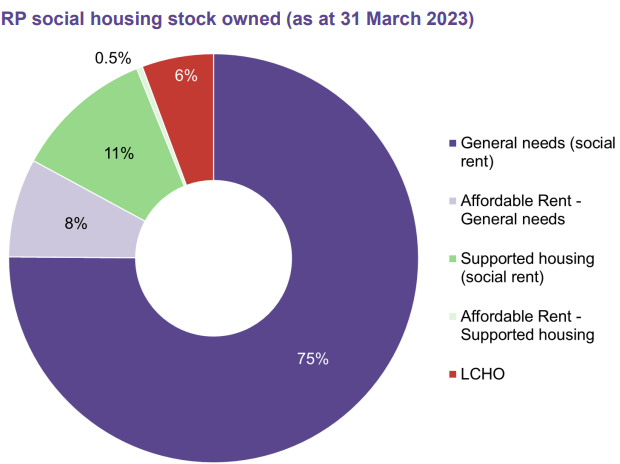 RP social housing stock owned (as at 31 March 2023)
0.5%
6%
11%
8%
75%
General needs (social
rent)
Affordable Rent -
General needs
Supported housing
(social rent)
Affordable Rent -
Supported housing
LCHO